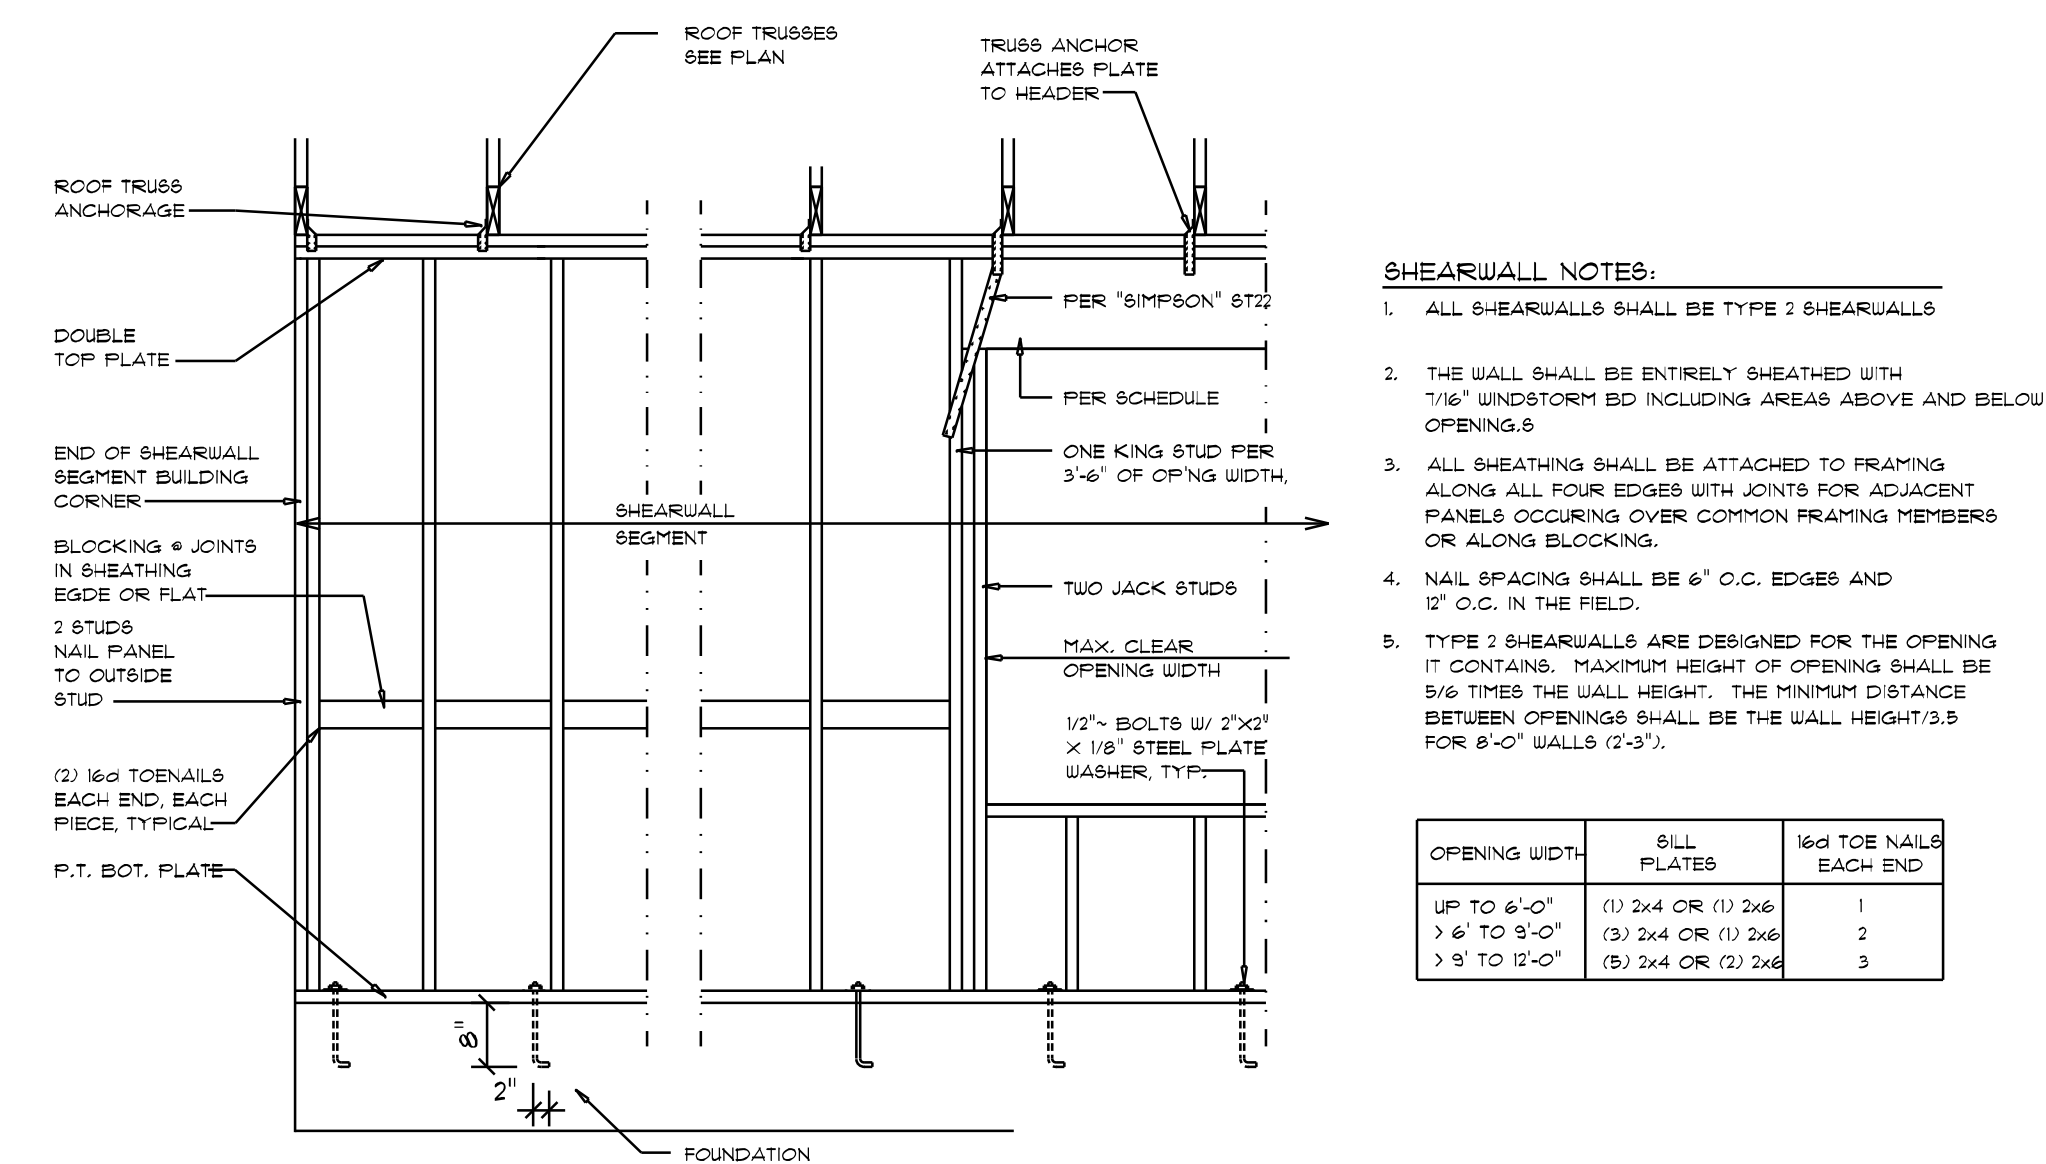 ROOF TRUSSES
SEE PLAN
TRUSS ANCHOR
ATTACHES PLATE
TO HEADER
ROOF TRUSS
ANCHORAGE
DOUBLE
TOP PLATE
END OF SHEARWALL
SEGMENT BUILDING
CORNER
BLOCKING @ JOINTS
IN SHEATHING
EGDE OR FLAT
2 STUDS
NAIL PANEL
TO OUTSIDE
STUD
(2) 16d TOENAILS
EACH END, EACH
PIECE, TYPICAL
P.T. BOT. PLATE
SHEARWALL
SEGMENT
8"
2"
FOUNDATION
PER "SIMPSON" ST22
PER SCHEDULE
ONE KING STUD PER
3'-6" OF OP'NG WIDTH,
TWO JACK STUDS
MAX. CLEAR
OPENING WIDTH
1/2"~ BOLTS W/ 2"X2"
X 1/8" STEEL PLATE
WASHER, TYP.
SHEARWALL NOTES:
1. ALL SHEARWALLS SHALL BE TYPE 2 SHEARWALLS
2. THE WALL SHALL BE ENTIRELY SHEATHED WITH
7/16" WINDSTORM BD INCLUDING AREAS ABOVE AND BELOW
OPENING.S
3. ALL SHEATHING SHALL BE ATTACHED TO FRAMING
ALONG ALL FOUR EDGES WITH JOINTS FOR ADJACENT
PANELS OCCURING OVER COMMON FRAMING MEMBERS
OR ALONG BLOCKING.
4. NAIL SPACING SHALL BE 6" O.C. EDGES AND
12" O.C. IN THE FIELD.
5. TYPE 2 SHEARWALLS ARE DESIGNED FOR THE OPENING
IT CONTAINS. MAXIMUM HEIGHT OF OPENING SHALL BE
5/6 TIMES THE WALL HEIGHT. THE MINIMUM DISTANCE
BETWEEN OPENINGS SHALL BE THE WALL HEIGHT/3.5
FOR 8'-0" WALLS (2'-3").
OPENING WIDTH
SILL
PLATES
16d TOE NAILS
EACH END
UP TO 6'-0" (1) 2x4 OR (1) 2x6 1
> 6' TO 9'-0" (3) 2x4 OR (1) 2x6 2
> 9' TO 12'-0" (5) 2x4 OR (2) 2x6 3